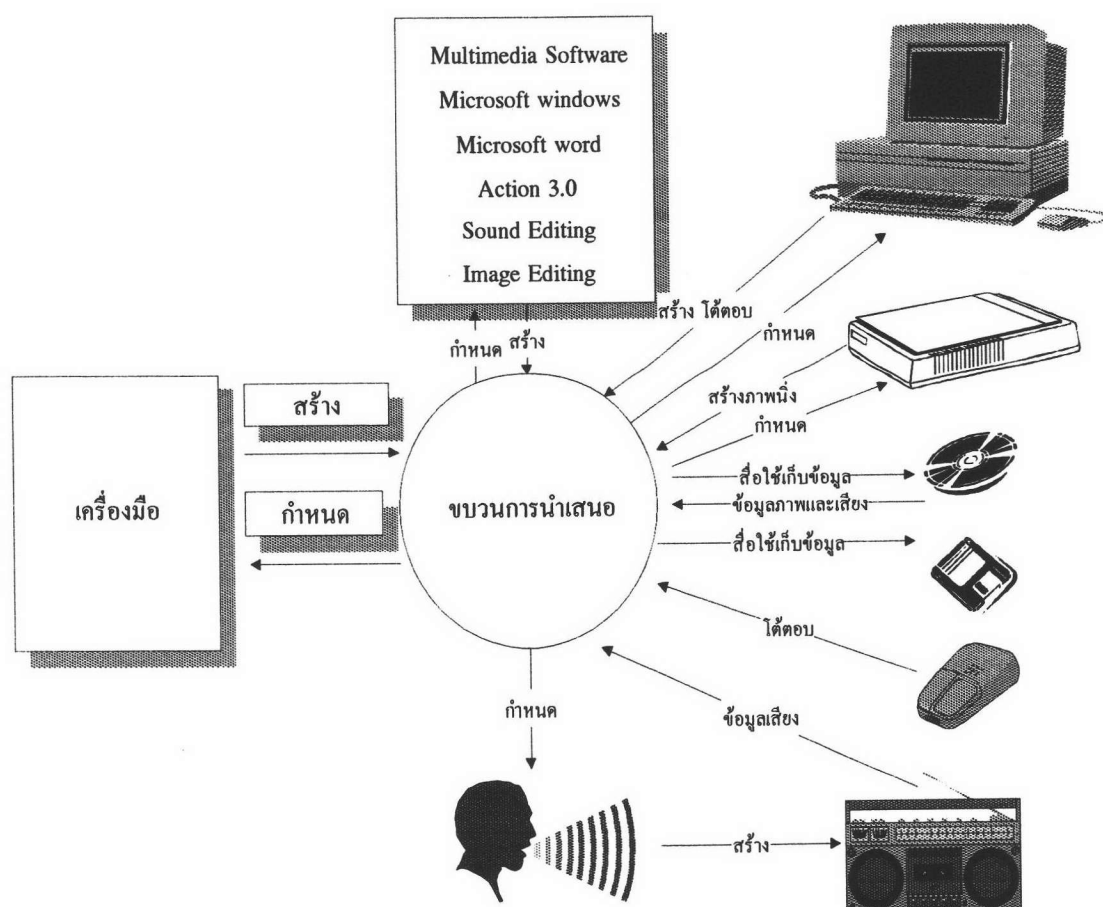 Multimedia Software
Microsoft windows
Microsoft word
Action 3.0
Sound Editing
Image Editing
สร้าง โต้ตอบ
กำหนด
กำหนด
สร้าง
สร้างภาพนิ่ง
กำหนด
สร้าง
สื่อใช้เก็บข้อมูล
ข้อมูลภาพและเสียง
เครื่องมือ
กำหนด
ขบวนการนำเสนอ
สื่อใช้เก็บข้อมูล
โต้ตอบ
กำหนด
ข้อมูลเสียง
สร้าง